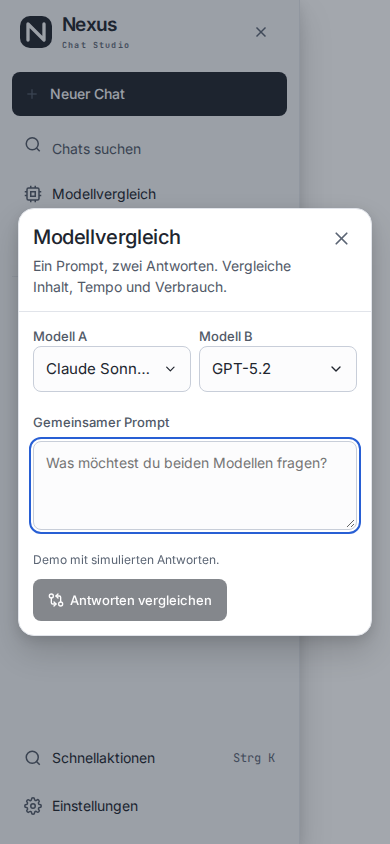 Nexus
Chat Studio
Neuer Chat
Chats suchen
Modellvergleich
Modellvergleich
Ein Prompt, zwei Antworten. Vergleiche
Inhalt, Tempo und Verbrauch.
Modell A
Modell B
Claude Sonn...
GPT-5.2
Gemeinsamer Prompt
Was möchtest du beiden Modellen fragen?
Demo mit simulierten Antworten.
Antworten vergleichen
Schnellaktionen
Strg K
Einstellungen